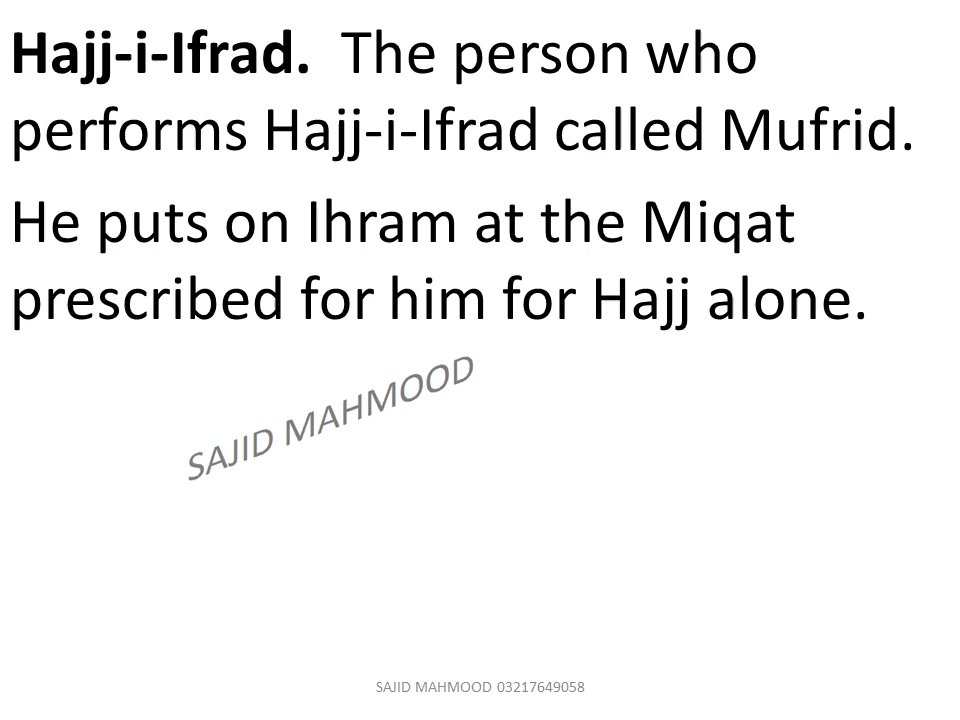 Hajj-i-Ifrad. The person who
performs Hajj-i-Ifrad called Mufrid.
He puts on Ihram at the Miqat
prescribed for him for Hajj alone.
SAJID MAHMOOD
SAJID MAHMOOD 03217649058